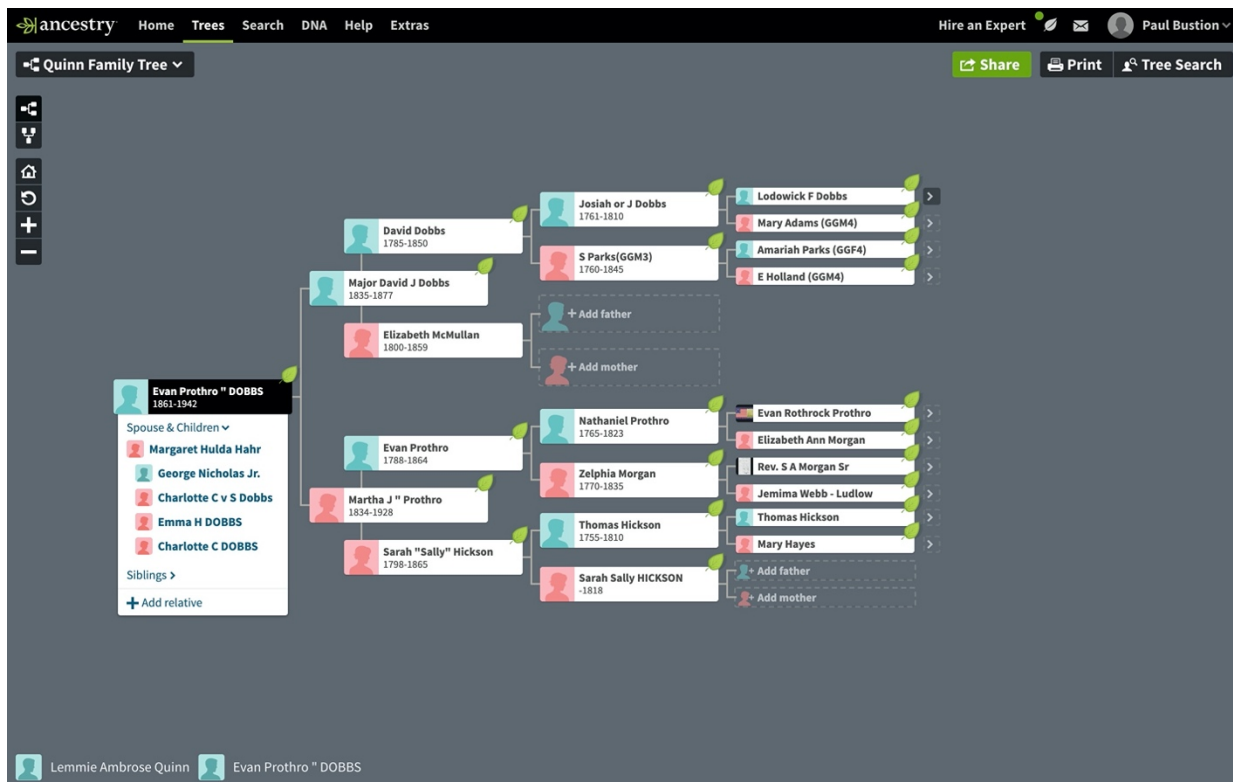 ancestry Home Trees Search DNA Help Extras Hire an Expert Paul Bustion
Quinn Family Tree Share Print Tree Search
Evan Prothro " DOBBS
1861-1942
Spouse & Children
Margaret Hulda Hahr
George Nicholas Jr.
Charlotte C v S Dobbs
Emma H DOBBS
Charlotte C DOBBS
Siblings
Add relative
David Dobbs
1785-1850
Major David J Dobbs
1835-1877
Elizabeth McMullan
1800-1859
Evan Prothro
1788-1864
Martha J " Prothro
1834-1928
Sarah "Sally" Hickson
1798-1865
Josiah or J Dobbs
1761-1810
S Parks(GGM3)
1760-1845
+ Add father
+ Add mother
Nathaniel Prothro
1765-1823
Zelphia Morgan
1770-1835
Thomas Hickson
1755-1810
Sarah Sally HICKSON
-1818
Lodowick F Dobbs
Mary Adams (GGM4)
Amariah Parks (GGF4)
E Holland (GGM4)
Evan Rothrock Prothro
Elizabeth Ann Morgan
Rev. S A Morgan Sr
Jemima Webb - Ludlow
Thomas Hickson
Mary Hayes
+ Add father
+ Add mother
Lemmie Ambrose Quinn Evan Prothro " DOBBS